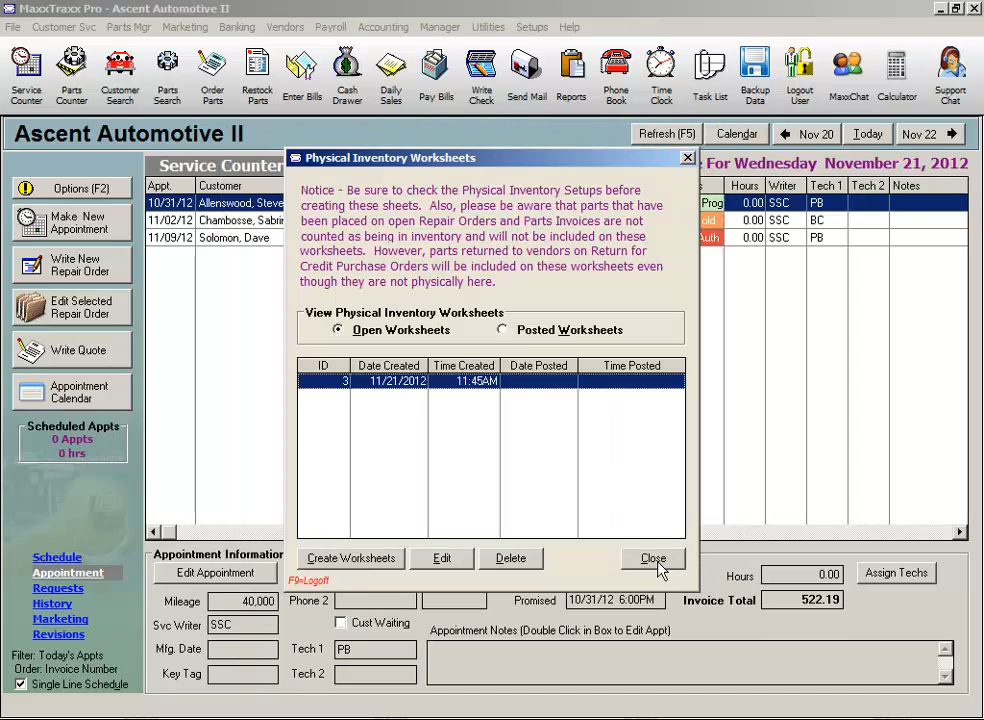 MaxxTraxx Pro - Ascent Automotive II
File Customer Svc Parts Mgr Marketing Banking Vendors Payroll Accounting Manager Utilities Setups Help
Service Counter
Parts Counter
Customer Search
Parts Search
Order Parts
Restock Parts
Enter Bills
Cash Drawer
Daily Sales
Pay Bills
Write Check
Send Mail
Reports
Phone Book
Time Clock
Task List
Backup Data
Logout User
MaxxChat
Calculator
Support Chat
Ascent Automotive II
Refresh (F5) Calendar Nov 20 Today Nov 22
Options (F2)
Make New Appointment
Write New Repair Order
Edit Selected Repair Order
Write Quote
Appointment Calendar
Scheduled Appts
0 Appts
0 hrs
Schedule
Appointment
Requests
History
Marketing
Revisions
Filter: Today's Appts
Order: Invoice Number
Single Line Schedule
Service Counter
e For Wednesday November 21, 2012
Appt. Customer s Hours Writer Tech 1 Tech 2 Notes
10/31/12 Allenswood, Steve Prog 0.00 SSC PB
11/02/12 Chambosse, Sabri old 0.00 SSC BC
11/09/12 Solomon, Dave Auth 0.00 SSC PB
Physical Inventory Worksheets
Notice - Be sure to check the Physical Inventory Setups before
creating these sheets. Also, please be aware that parts that have
been placed on open Repair Orders and Parts Invoices are not
counted as being in inventory and will not be included on these
worksheets. However, parts returned to vendors on Return for
Credit Purchase Orders will be included on these worksheets even
though they are not physically here.
View Physical Inventory Worksheets
Open Worksheets Posted Worksheets
ID Date Created Time Created Date Posted Time Posted
3 11/21/2012 11:45AM
Create Worksheets Edit Delete Close
F9=Logoff
Appointment Information
Edit Appointment
Hours 0.00 Assign Techs
Mileage 40,000 Phone 2 Promised 10/31/12 6:00PM Invoice Total 522.19
Svc Writer SSC Cust Waiting Appointment Notes (Double Click in Box to Edit Appt)
Mfg. Date Tech 1 PB
Key Tag Tech 2